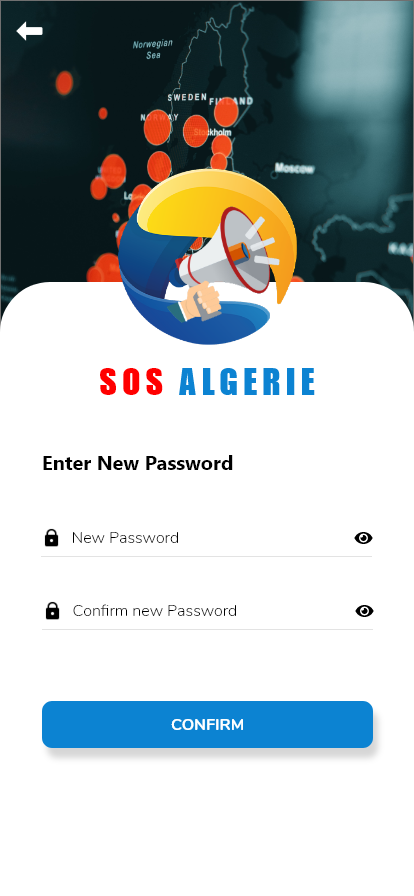 Norwegian
Sea
SWEDEN
FINLAND
NORWAY
Stockholm
Moscow
SOS ALGERIE
Enter New Password
New Password
Confirm new Password
CONFIRM